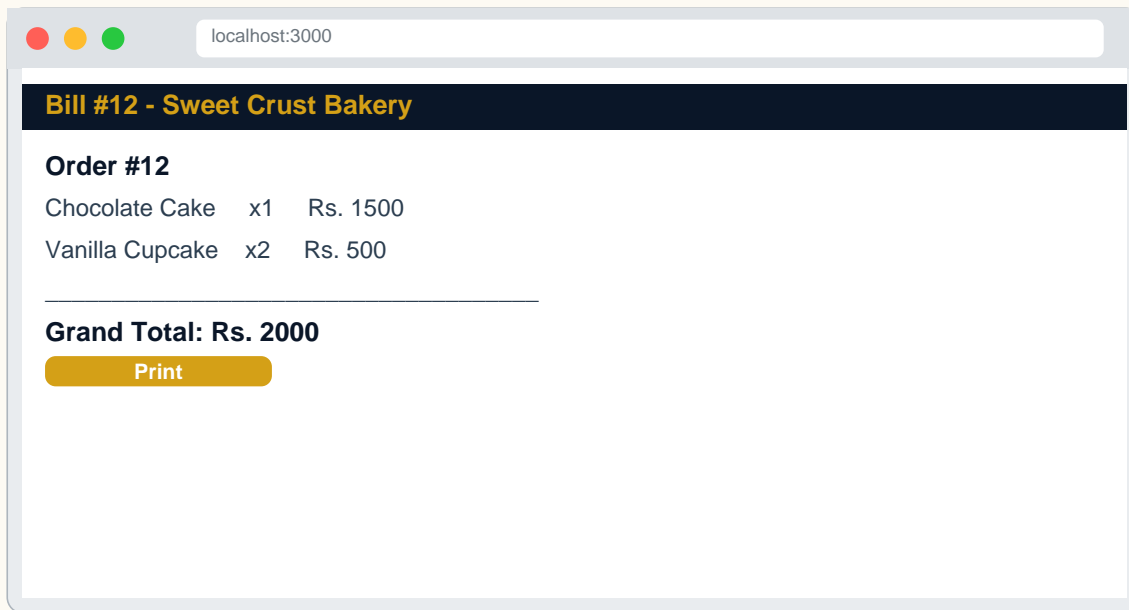 localhost:3000
Bill #12 - Sweet Crust Bakery
Order #12
Chocolate Cake x1 Rs. 1500
Vanilla Cupcake x2 Rs. 500
_____________________________________
Grand Total: Rs. 2000
Print